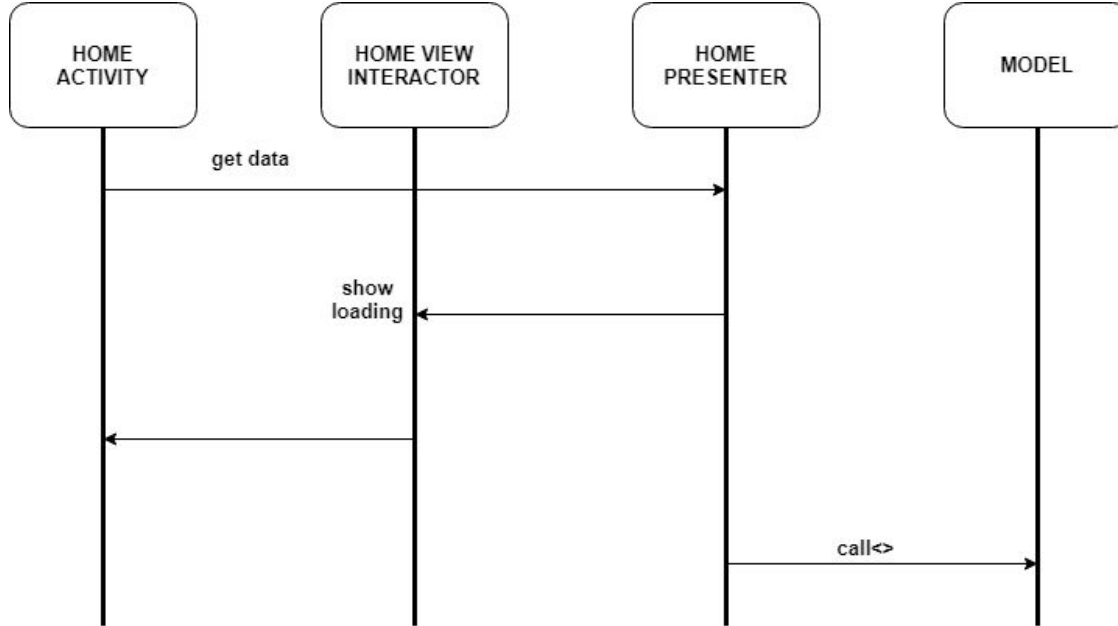 HOME
ACTIVITY
HOME VIEW
INTERACTOR
HOME
PRESENTER
MODEL
get data
show
loading
call<>